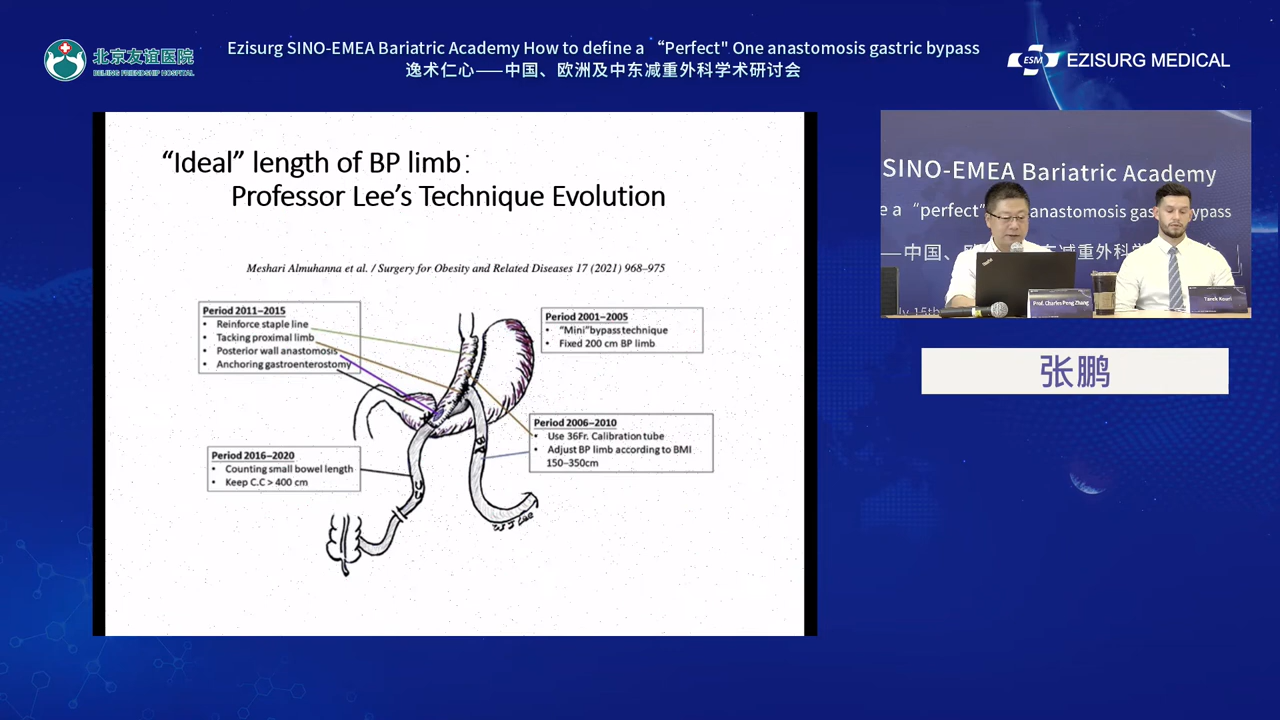 北京友谊医院
BEIJING FRIENDSHIP HOSPITAL
Ezisurg SINO-EMEA Bariatric Academy How to define a “Perfect" One anastomosis gastric bypass
逸术仁心——中国、欧洲及中东减重外科学术研讨会
ESM
EZISURG MEDICAL
“Ideal” length of BP limb：
Professor Lee’s Technique Evolution
Meshari Almuhanna et al. / Surgery for Obesity and Related Diseases 17 (2021) 968–975
Period 2011–2015
• Reinforce staple line
• Tacking proximal limb
• Posterior wall anastomosis
• Anchoring gastroenterostomy
Period 2001–2005
• “Mini”bypass technique
• Fixed 200 cm BP limb
Period 2006–2010
• Use 36Fr. Calibration tube
• Adjust BP limb according to BMI
150–350cm
Period 2016–2020
• Counting small bowel length
• Keep C.C > 400 cm
BP
SINO-EMEA Bariatric Academy
e a “perfect" anastomosis gas bypass
——中国、 东减重外科学
ly 15th
Prof. Charles Peng Zhang
Tarek Kouri
张鹏